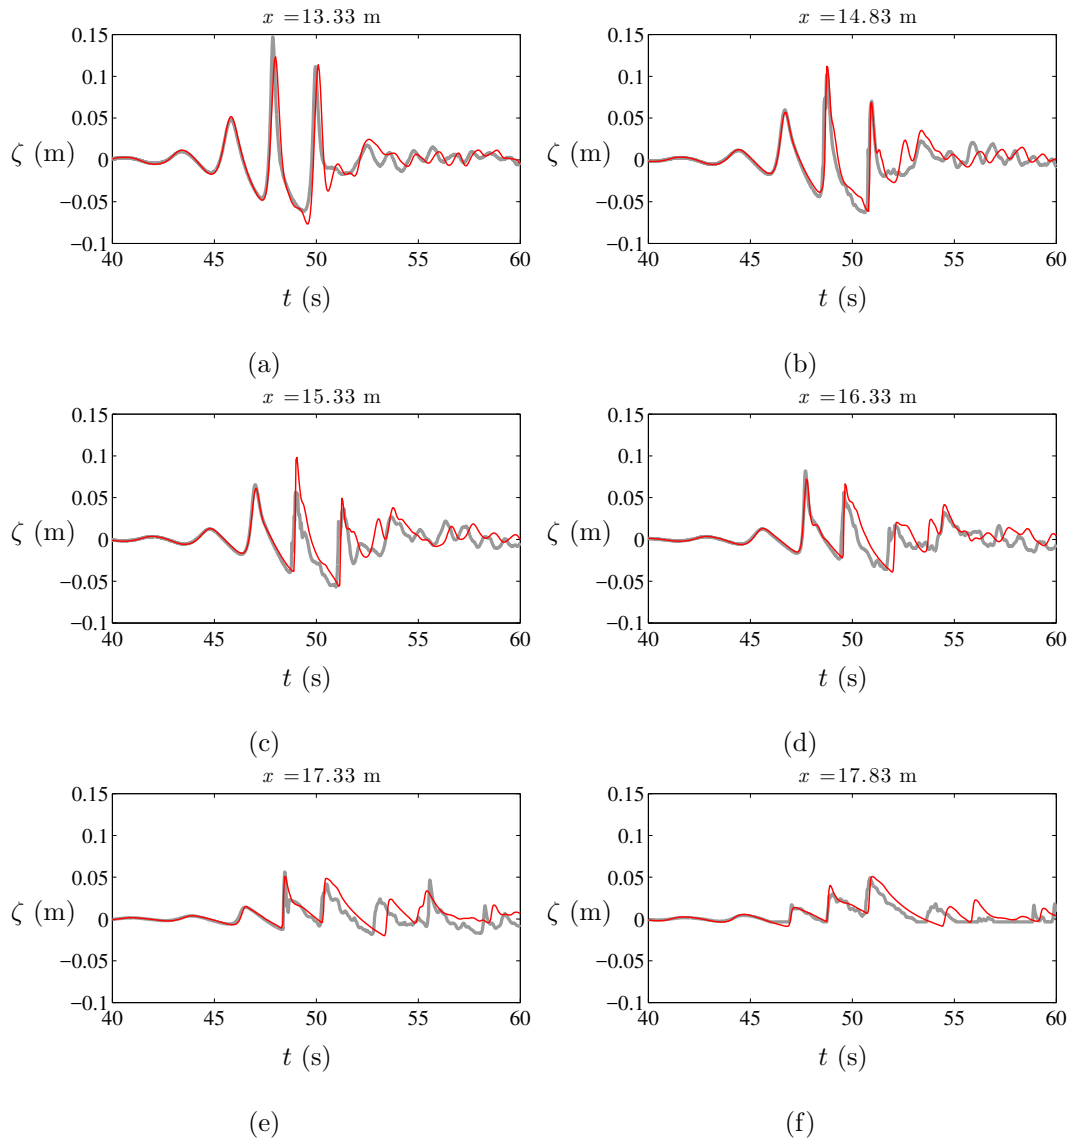 x =13.33 m
0.15
0.1
0.05
0
−0.05
−0.1
ζ (m)
40 45 50 55 60
t (s)
(a)
x =14.83 m
0.15
0.1
0.05
0
−0.05
−0.1
ζ (m)
40 45 50 55 60
t (s)
(b)
x =15.33 m
0.15
0.1
0.05
0
−0.05
−0.1
ζ (m)
40 45 50 55 60
t (s)
(c)
x =16.33 m
0.15
0.1
0.05
0
−0.05
−0.1
ζ (m)
40 45 50 55 60
t (s)
(d)
x =17.33 m
0.15
0.1
0.05
0
−0.05
−0.1
ζ (m)
40 45 50 55 60
t (s)
(e)
x =17.83 m
0.15
0.1
0.05
0
−0.05
−0.1
ζ (m)
40 45 50 55 60
t (s)
(f)